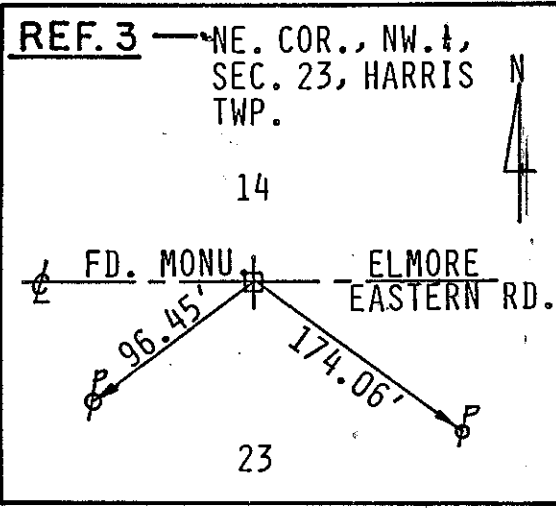 REF. 3 NE. COR., NW.¼,
SEC. 23, HARRIS
TWP.
N
14
℄ FD. MONU. ELMORE
EASTERN RD.
96.45'
174.06'
P
P
23